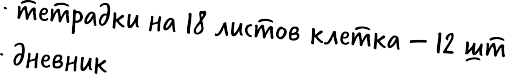 · тетрадки на 18 листов клетка – 12 шт
· дневник